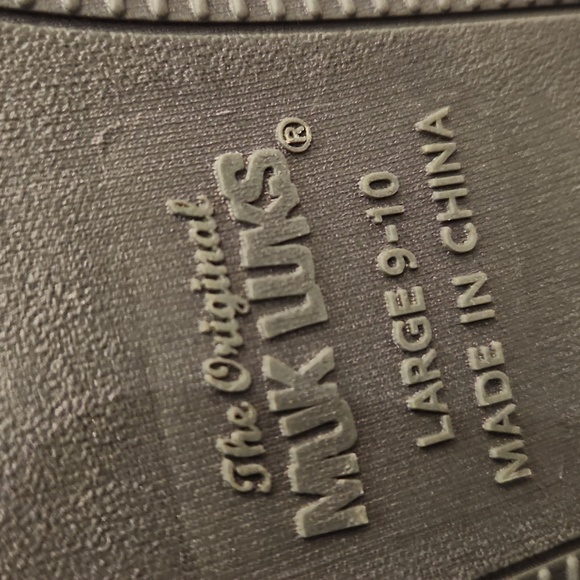 The Original
MUK LUKS®
LARGE 9-10
MADE IN CHINA